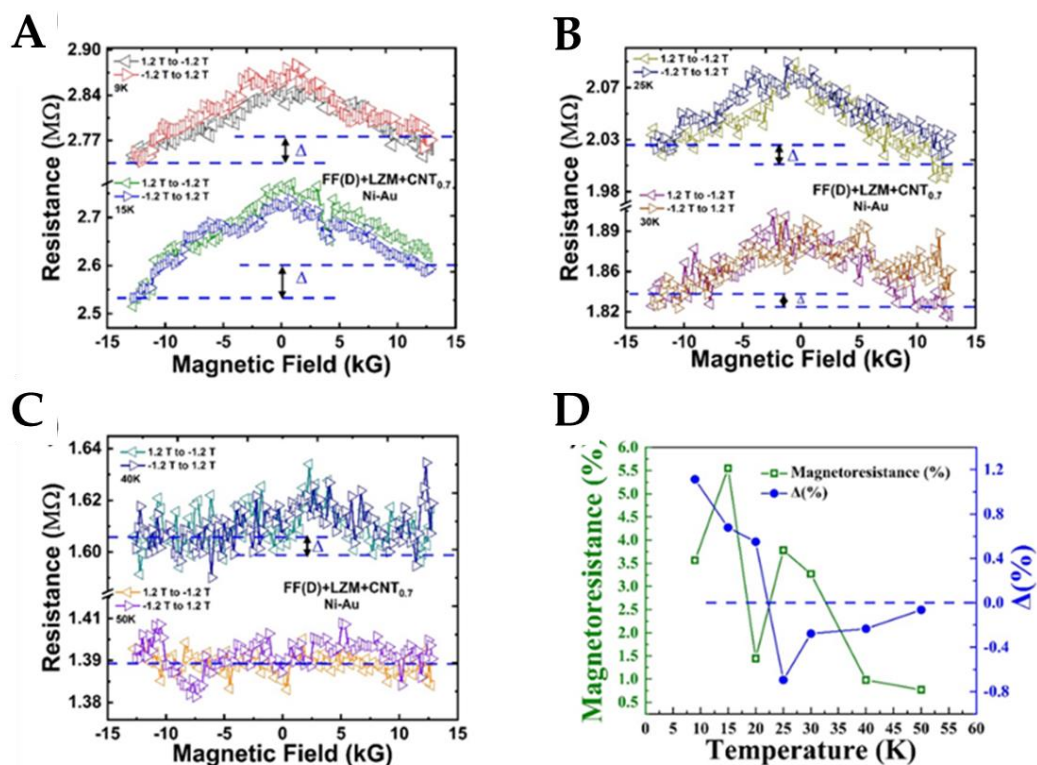 A
2.90
2.84
2.77
2.7
2.6
2.5
Resistance (MΩ)
1.2 T to -1.2 T
-1.2 T to 1.2 T
9K
Δ
1.2 T to -1.2 T
-1.2 T to 1.2 T
15K
FF(D)+LZM+CNT0.7
Ni-Au
Δ
-15 -10 -5 0 5 10 15
Magnetic Field (kG)
B
2.07
2.03
1.98
1.89
1.86
1.82
Resistance (MΩ)
1.2 T to -1.2 T
-1.2 T to 1.2 T
25K
Δ
1.2 T to -1.2 T
-1.2 T to 1.2 T
30K
FF(D)+LZM+CNT0.7
Ni-Au
Δ
-15 -10 -5 0 5 10 15
Magnetic Field (kG)
C
1.64
1.62
1.60
1.41
1.39
1.38
Resistance (MΩ)
1.2 T to -1.2 T
-1.2 T to 1.2 T
40K
Δ
1.2 T to -1.2 T
-1.2 T to 1.2 T
50K
FF(D)+LZM+CNT0.7
Ni-Au
-15 -10 -5 0 5 10 15
Magnetic Field (kG)
D
6.0
5.5
5.0
4.5
4.0
3.5
3.0
2.5
2.0
1.5
1.0
0.5
Magnetoresistance (%)
Magnetoresistance (%)
Δ(%)
1.2
0.8
0.4
0.0
-0.4
-0.8
Δ(%)
0 5 10 15 20 25 30 35 40 45 50 55 60
Temperature (K)